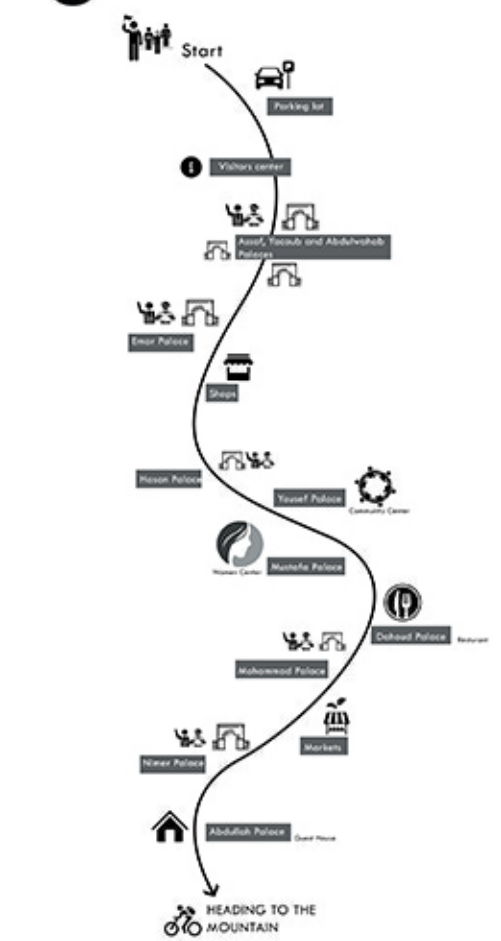 Start
Parking lot
Visitors center
Assaf, Yacoub and Abdulwahab
Palaces
Emar Palace
Shops
Hasan Palace
Yousef Palace
Community Center
Women Center
Mustafa Palace
Dahoud Palace
Resturant
Mohammad Palace
Markets
Nimer Palace
Abdullah Palace
Guest House
HEADING TO THE
MOUNTAIN